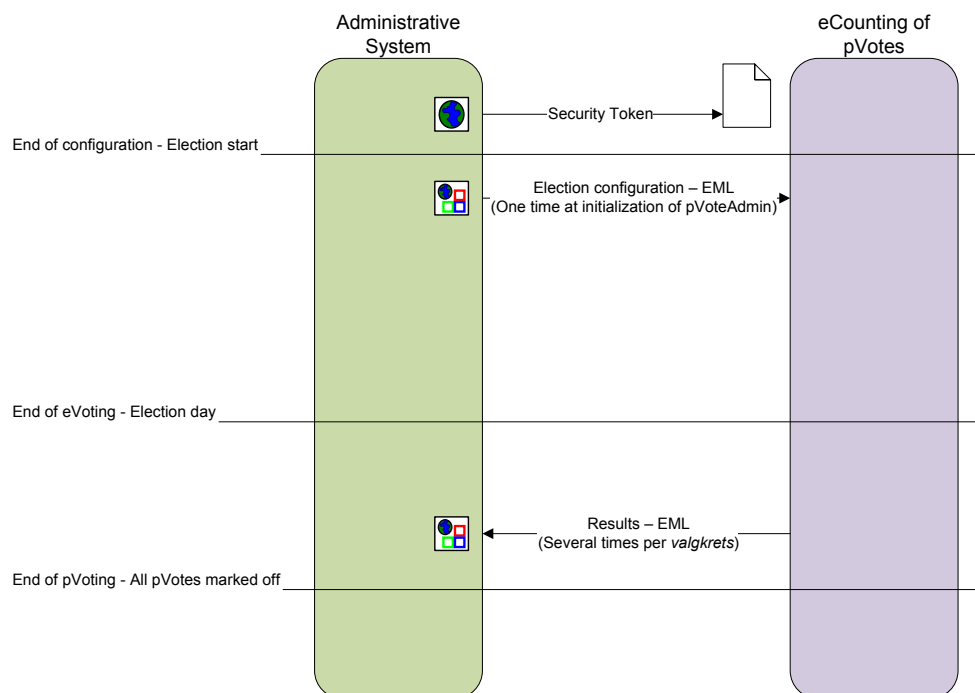 Administrative
System
eCounting of
pVotes
Security Token
End of configuration - Election start
Election configuration – EML
(One time at initialization of pVoteAdmin)
End of eVoting - Election day
Results – EML
(Several times per valgkrets)
End of pVoting - All pVotes marked off